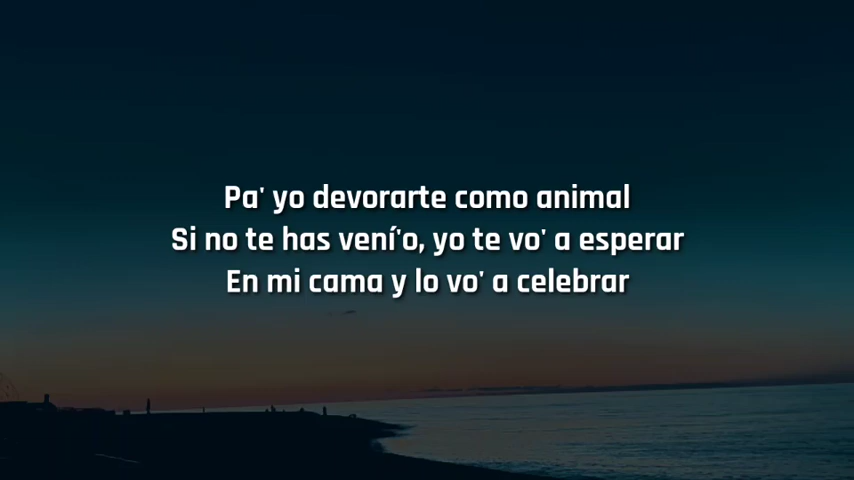 Pa' yo devorarte como animal
Si no te has vení'o, yo te vo' a esperar
En mi cama y lo vo' a celebrar